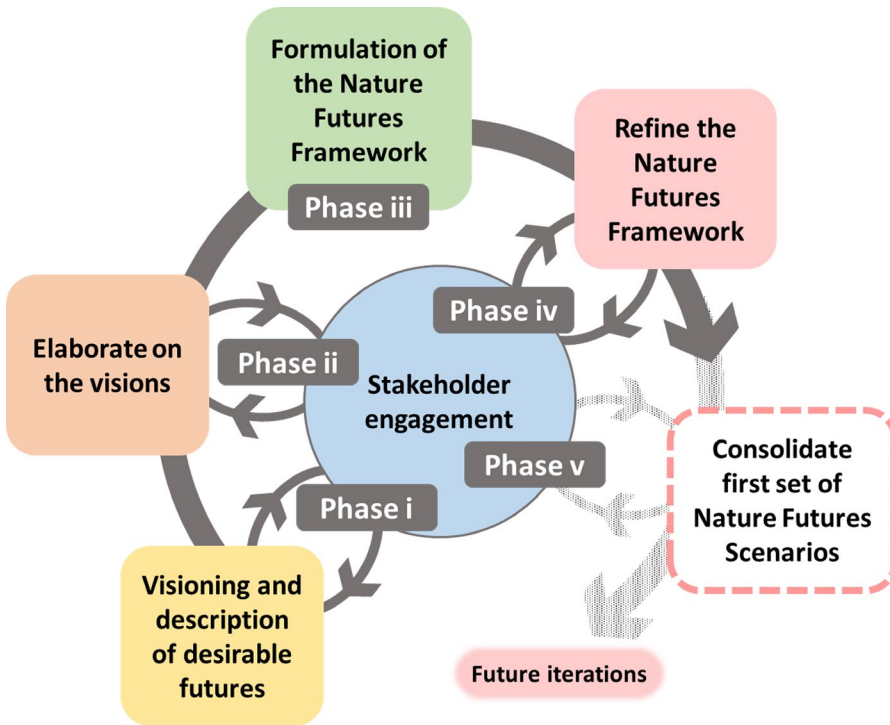 Formulation of
the Nature
Futures
Framework
Phase iii
Refine the
Nature
Futures
Framework
Phase iv
Elaborate on
the visions
Phase ii
Stakeholder
engagement
Phase v
Consolidate
first set of
Nature Futures
Scenarios
Phase i
Visioning and
description
of desirable
futures
Future iterations